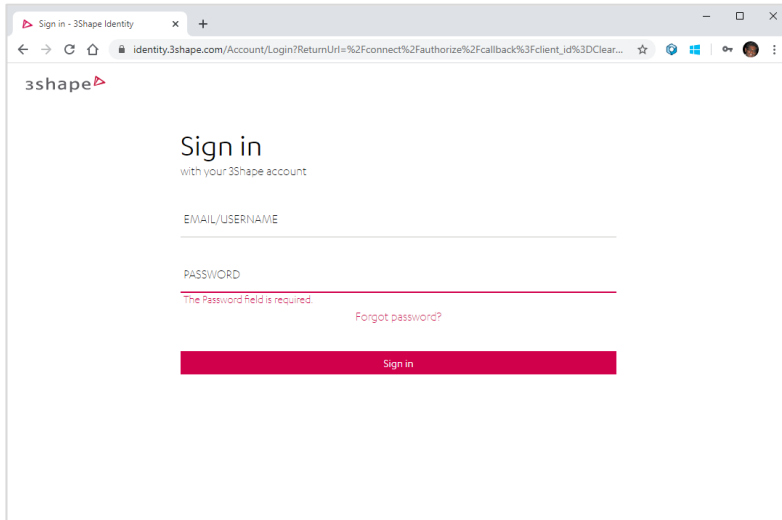 Sign in - 3Shape Identity
identity.3shape.com/Account/Login?ReturnUrl=%2Fconnect%2Fauthorize%2Fcallback%3Fclient_id%3DClear...
3shape
Sign in
with your 3Shape account
EMAIL/USERNAME
PASSWORD
The Password field is required.
Forgot password?
Sign in